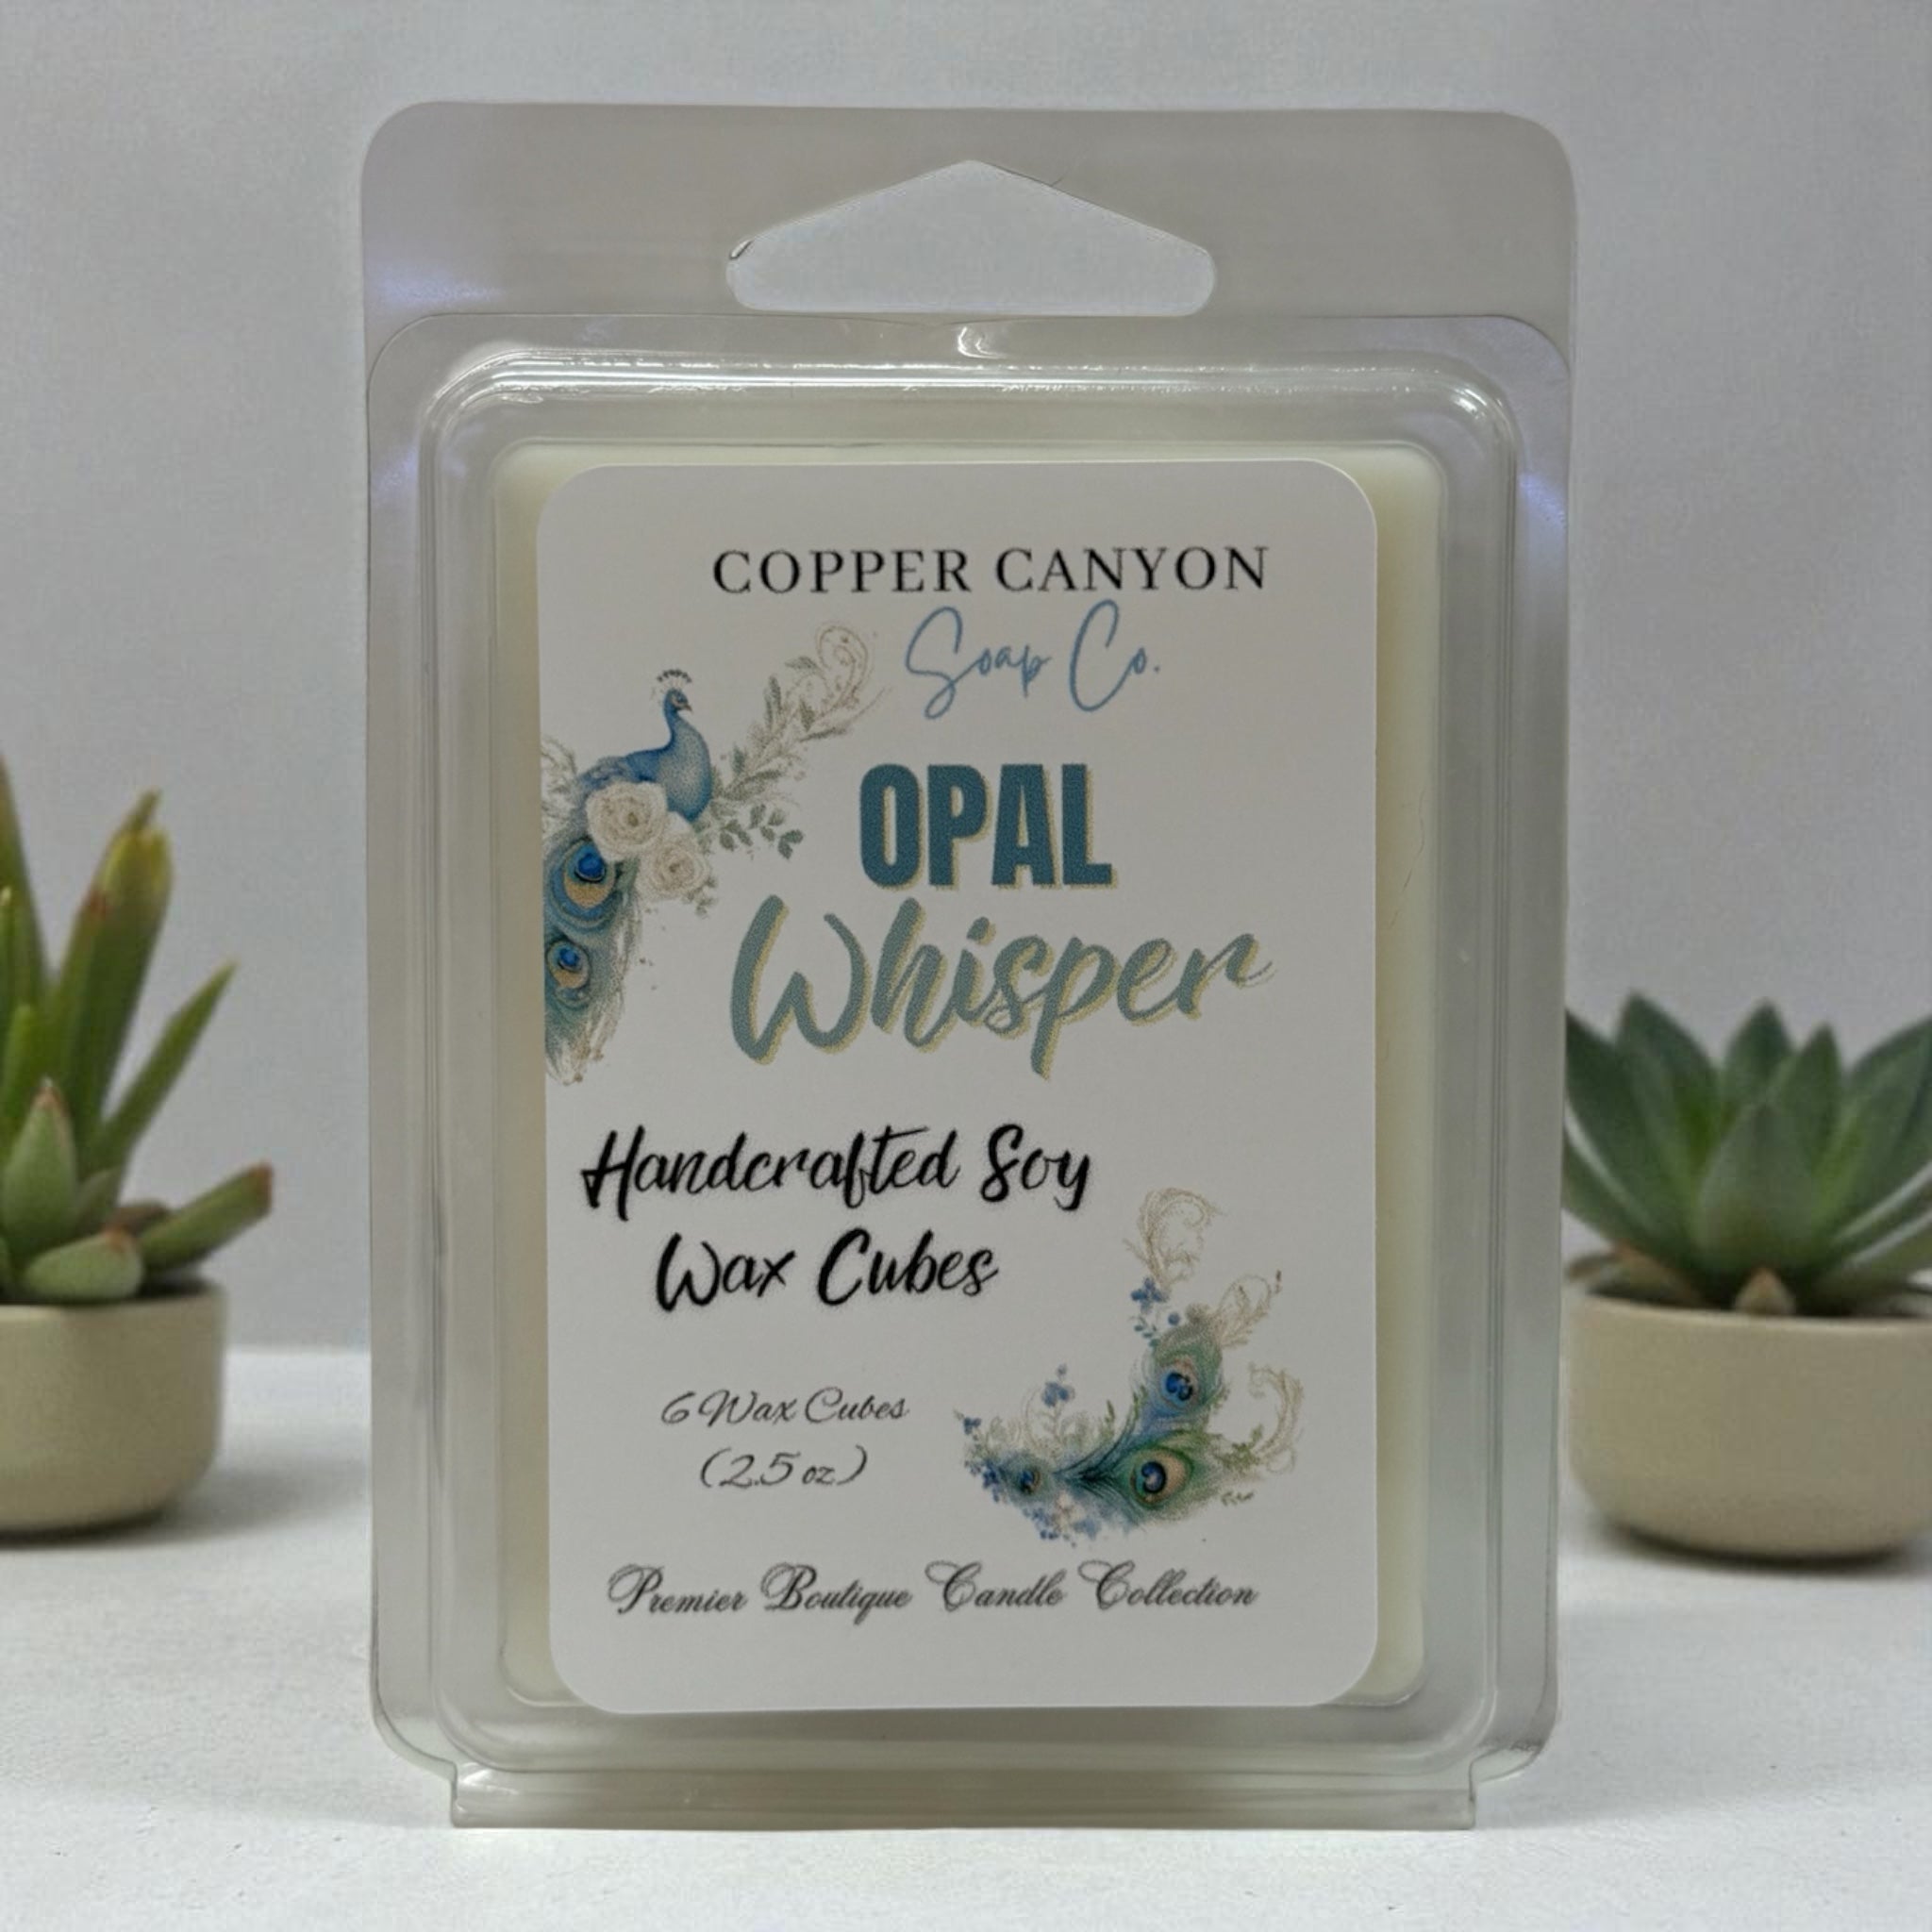 COPPER CANYON
Soap Co.
OPAL
Whisper
Handcrafted Soy
Wax Cubes
6 Wax Cubes
(2.5 oz)
Premier Boutique Candle Collection